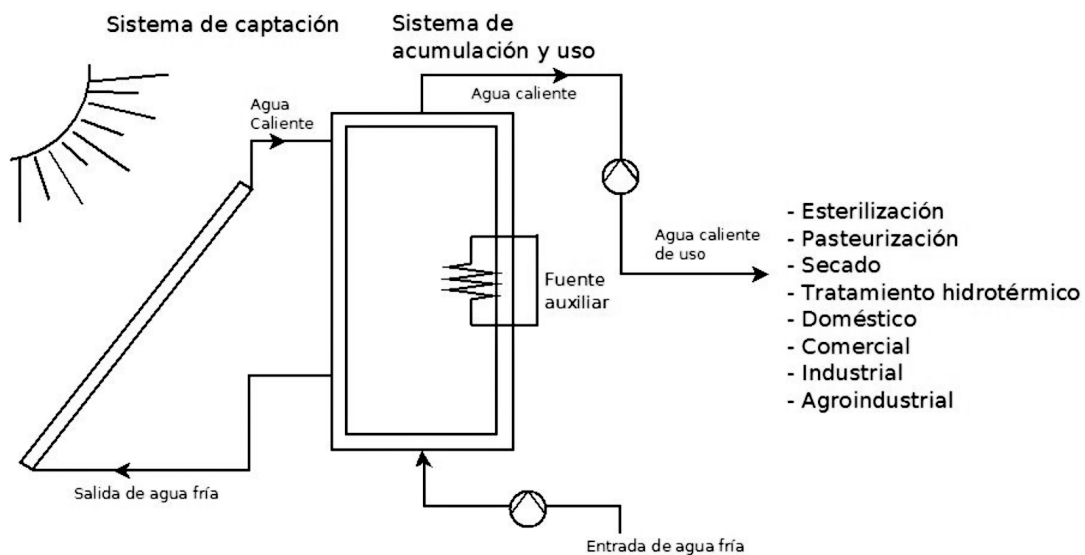 Sistema de captación
Sistema de
acumulación y uso
Agua
Caliente
Agua caliente
Agua caliente
de uso
Fuente
auxiliar
- Esterilización
- Pasteurización
- Secado
- Tratamiento hidrotérmico
- Doméstico
- Comercial
- Industrial
- Agroindustrial
Salida de agua fría
Entrada de agua fría